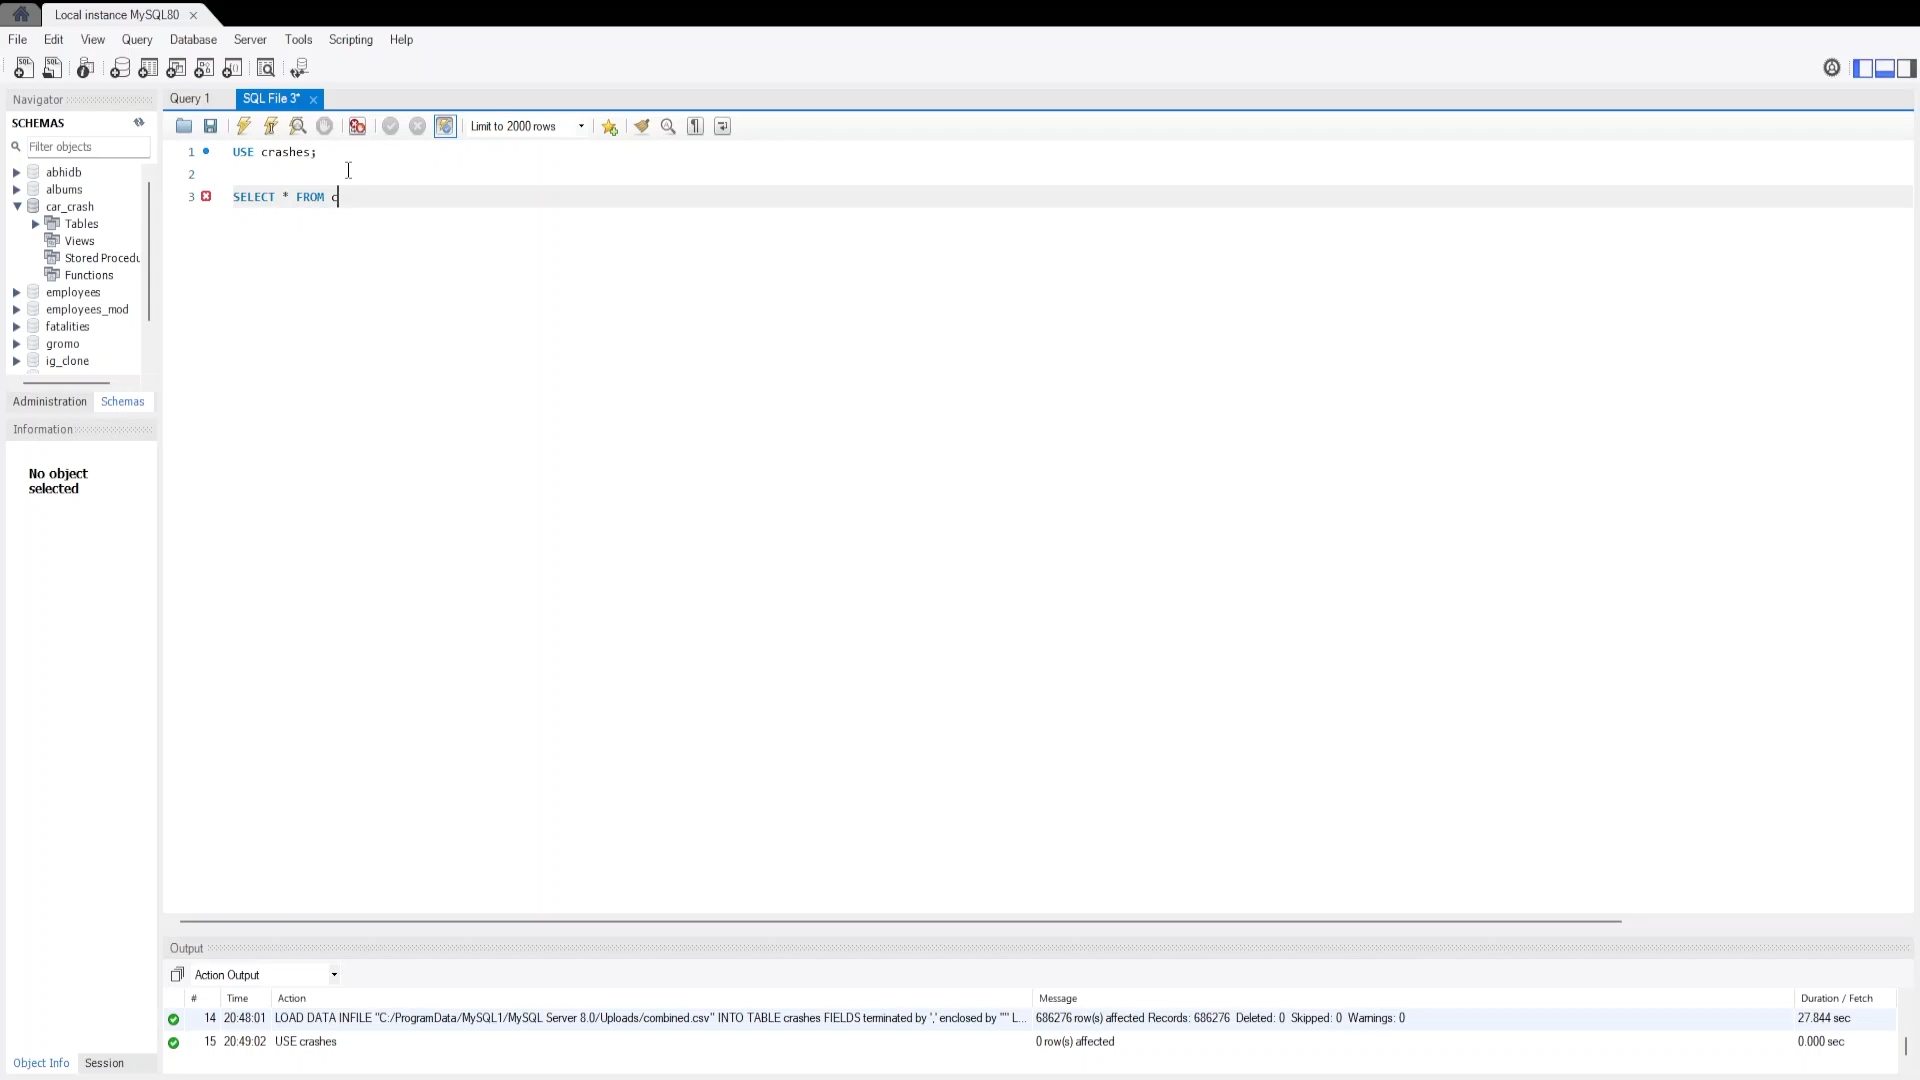 Local instance MySQL80
File Edit View Query Database Server Tools Scripting Help
Navigator
SCHEMAS
Filter objects
abhidb
albums
car_crash
Tables
Views
Stored Procedu
Functions
employees
employees_mod
fatalities
gromo
ig_clone
Administration Schemas
Information
No object
selected
Object Info Session
Query 1 SQL File 3*
Limit to 2000 rows
1 USE crashes;
2
3 SELECT * FROM c
Output
Action Output
# Time Action Message Duration / Fetch
14 20:48:01 LOAD DATA INFILE "C:/ProgramData/MySQL1/MySQL Server 8.0/Uploads/combined.csv" INTO TABLE crashes FIELDS terminated by ',' enclosed by '"' L... 686276 row(s) affected Records: 686276 Deleted: 0 Skipped: 0 Warnings: 0 27.844 sec
15 20:49:02 USE crashes 0 row(s) affected 0.000 sec